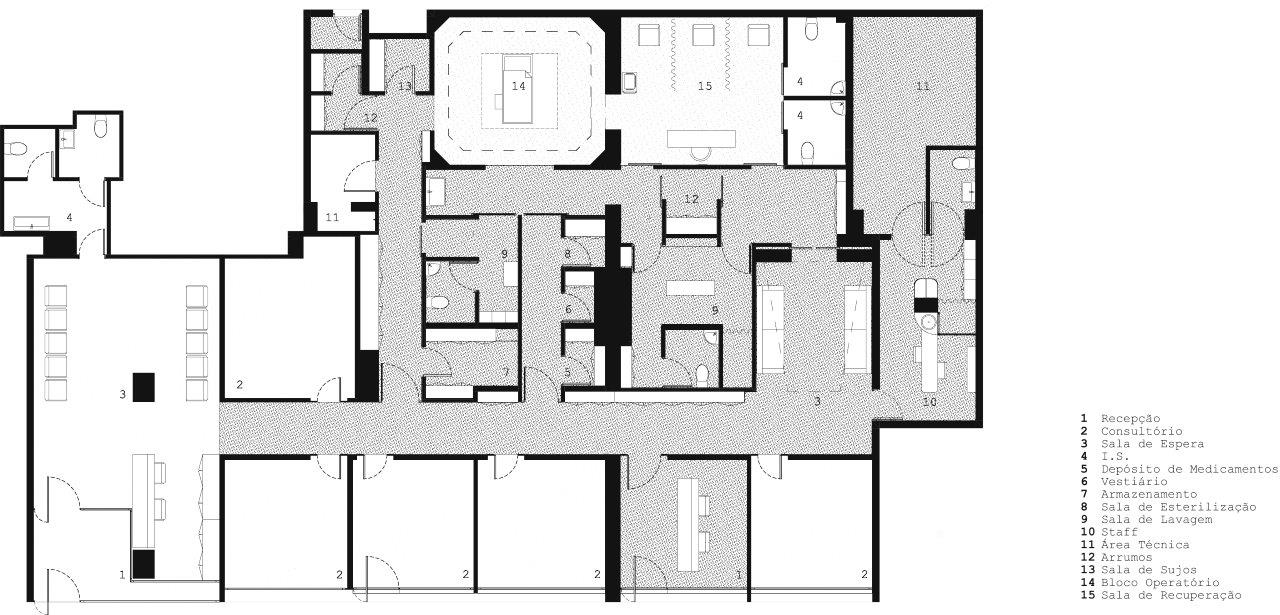 13
14
15
4
11
12
4
11
12
4
9
8
6
9
3
2
7
5
3
10
1
2
2
2
1
2
1 Recepção
2 Consultório
3 Sala de Espera
4 I.S.
5 Depósito de Medicamentos
6 Vestiário
7 Armazenamento
8 Sala de Esterilização
9 Sala de Lavagem
10 Staff
11 Área Técnica
12 Arrumos
13 Sala de Sujos
14 Bloco Operatório
15 Sala de Recuperação